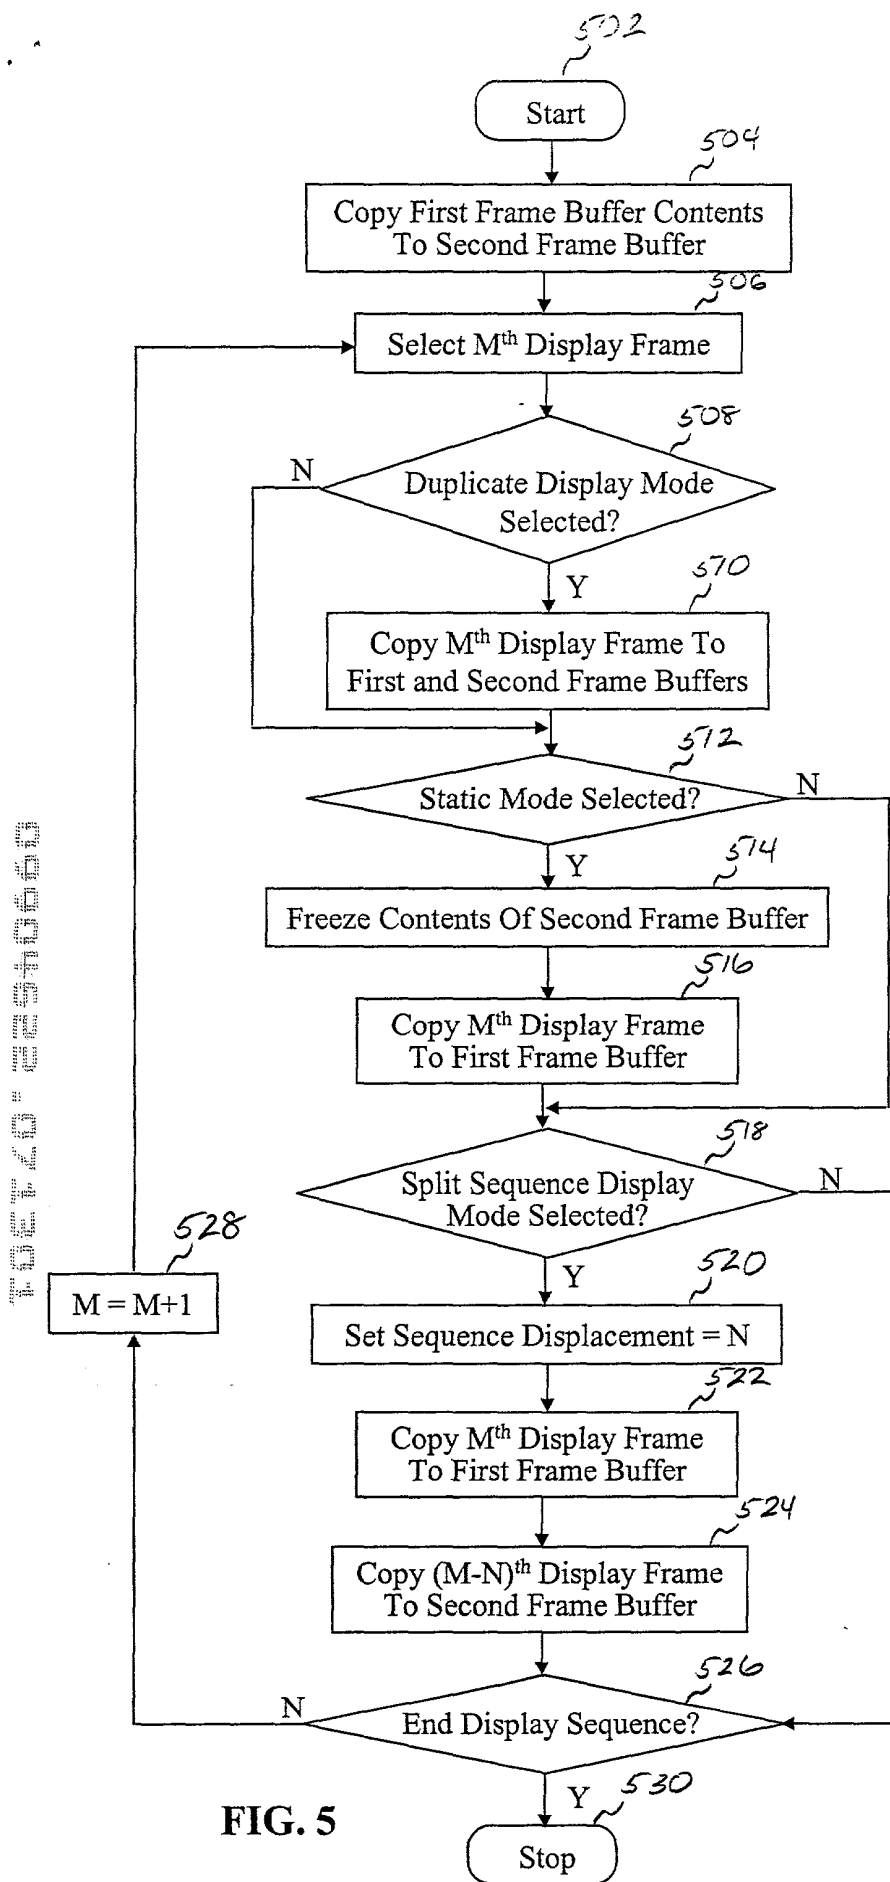 502
Start
504
Copy First Frame Buffer Contents
To Second Frame Buffer
506
Select Mth Display Frame
508
N
Duplicate Display Mode
Selected?
510
Y
Copy Mth Display Frame To
First and Second Frame Buffers
512
Static Mode Selected?
N
514
Y
Freeze Contents Of Second Frame Buffer
516
Copy Mth Display Frame
To First Frame Buffer
518
Split Sequence Display
Mode Selected?
N
528
M = M+1
520
Y
Set Sequence Displacement = N
522
Copy Mth Display Frame
To First Frame Buffer
524
Copy (M-N)th Display Frame
To Second Frame Buffer
526
N
End Display Sequence?
530
Y
FIG. 5
Stop